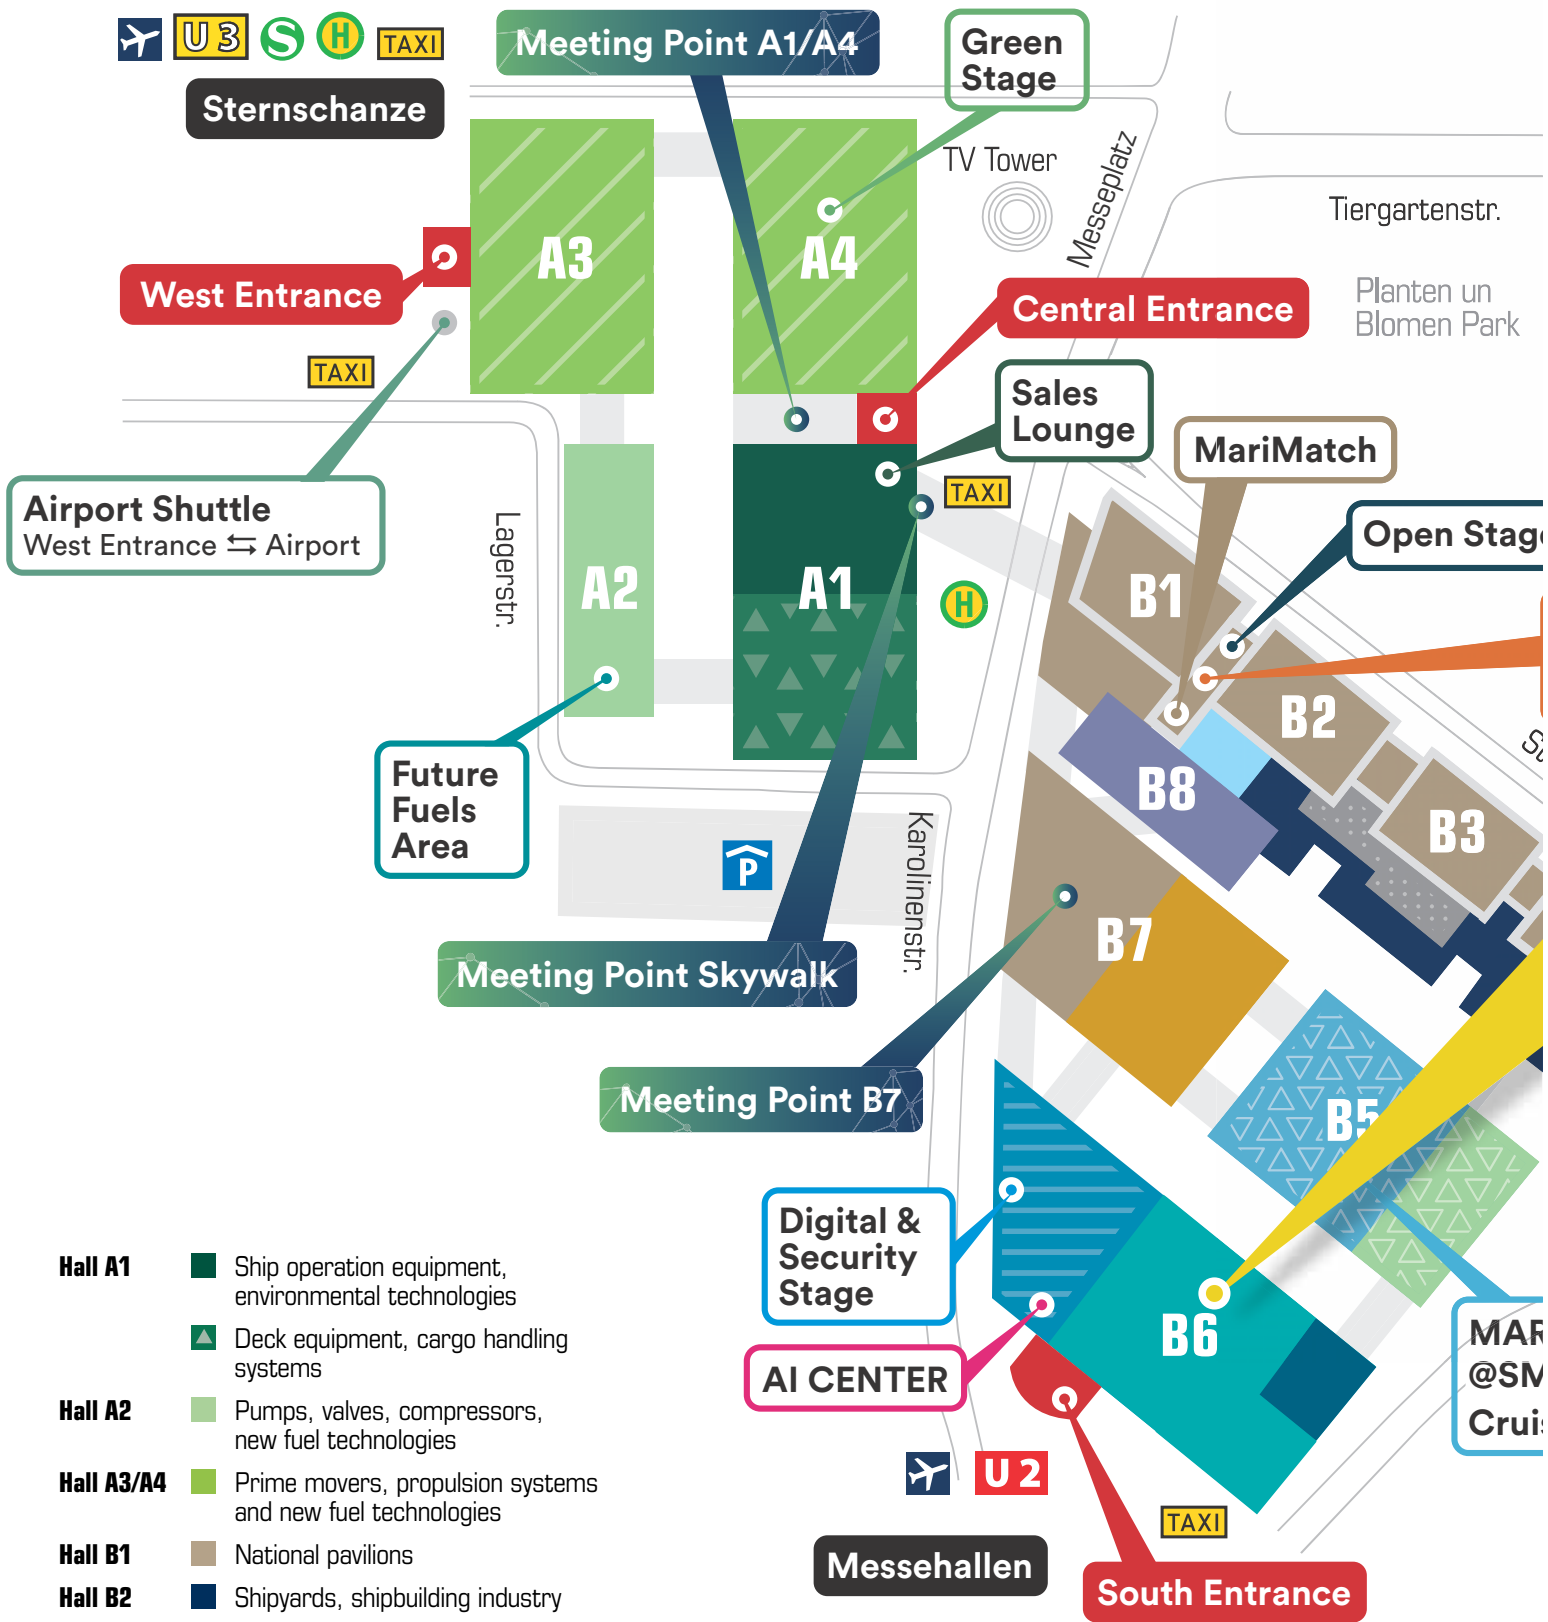 U3 S H TAXI
Sternschanze
Meeting Point A1/A4
Green
Stage
TV Tower
Messeplatz
Tiergartenstr.
Planten un
Blomen Park
A3
A4
West Entrance
Central Entrance
TAXI
Sales
Lounge
MariMatch
Open Stage
Airport Shuttle
West Entrance ⇆ Airport
TAXI
Lagerstr.
A2
A1
H
B1
B2
B3
B8
Future
Fuels
Area
P
Karolinenstr.
B7
Meeting Point Skywalk
Meeting Point B7
B5
Digital &
Security
Stage
AI CENTER
B6
MAR
@SM
Cruis
U2
TAXI
Messehallen
South Entrance
Hall A1 Ship operation equipment,
environmental technologies
Deck equipment, cargo handling
systems
Hall A2 Pumps, valves, compressors,
new fuel technologies
Hall A3/A4 Prime movers, propulsion systems
and new fuel technologies
Hall B1 National pavilions
Hall B2 Shipyards, shipbuilding industry